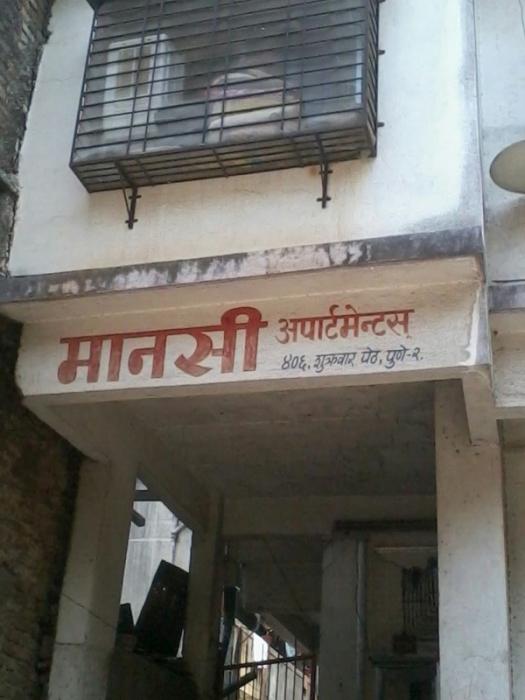 मानसी अपार्टमेन्टस्
४०६, शुक्रवार पेठ, पुणे-२.